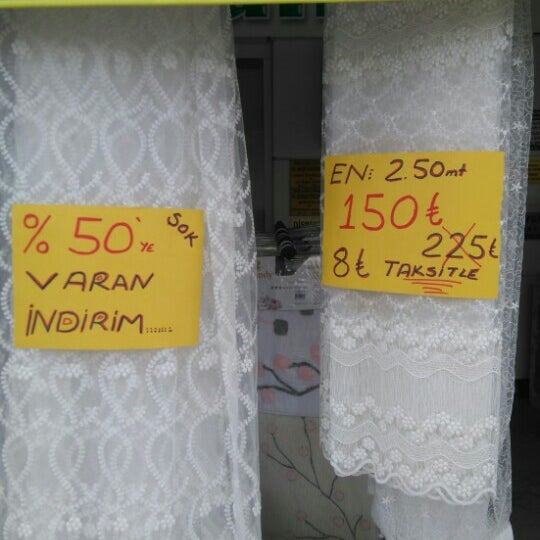 % 50'YE ŞOK
VARAN
İNDİRİM.......
EN: 2.50mt
150₺
225₺
8₺ TAKSİTLE